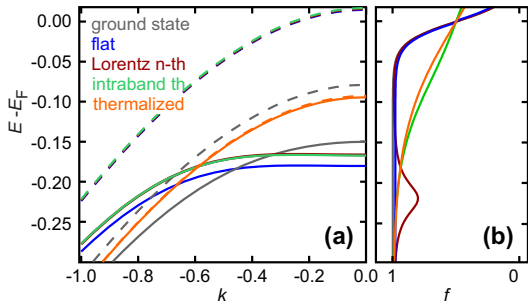 0.00
-0.05
-0.10
-0.15
-0.20
-0.25
E -E_F
ground state
flat
Lorentz n-th
intraband th
thermalized
(a)
(b)
-1.0
-0.8
-0.6
-0.4
-0.2
0.0
k
1
0
f